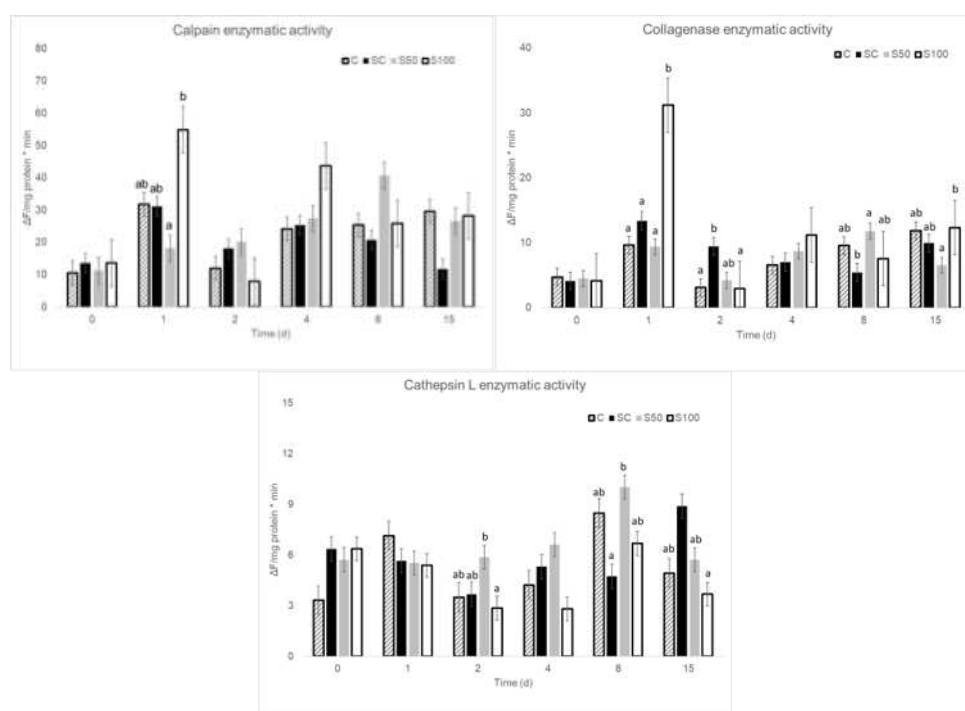 Calpain enzymatic activity
80
70
60
50
40
30
20
10
0
ΔF/mg protein * min
C SC S50 S100
ab ab a b
0 1 2 4 8 15
Time (d)
Collagenase enzymatic activity
40
30
20
10
0
ΔF/mg protein * min
C SC S50 S100
a a a b
a b ab a
ab b a ab
ab ab a b
0 1 2 4 8 15
Time (d)
Cathepsin L enzymatic activity
15
12
9
6
3
0
ΔF/mg protein * min
C SC S50 S100
ab ab b a
ab a b ab
ab b ab a
0 1 2 4 8 15
Time (d)